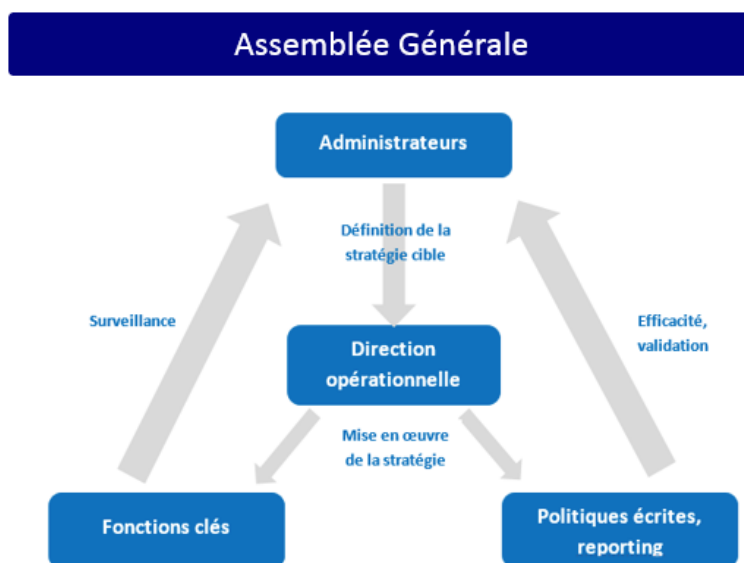 Assemblée Générale
Administrateurs
Définition de la
stratégie cible
Surveillance
Efficacité,
validation
Direction
opérationnelle
Mise en œuvre
de la stratégie
Fonctions clés
Politiques écrites,
reporting